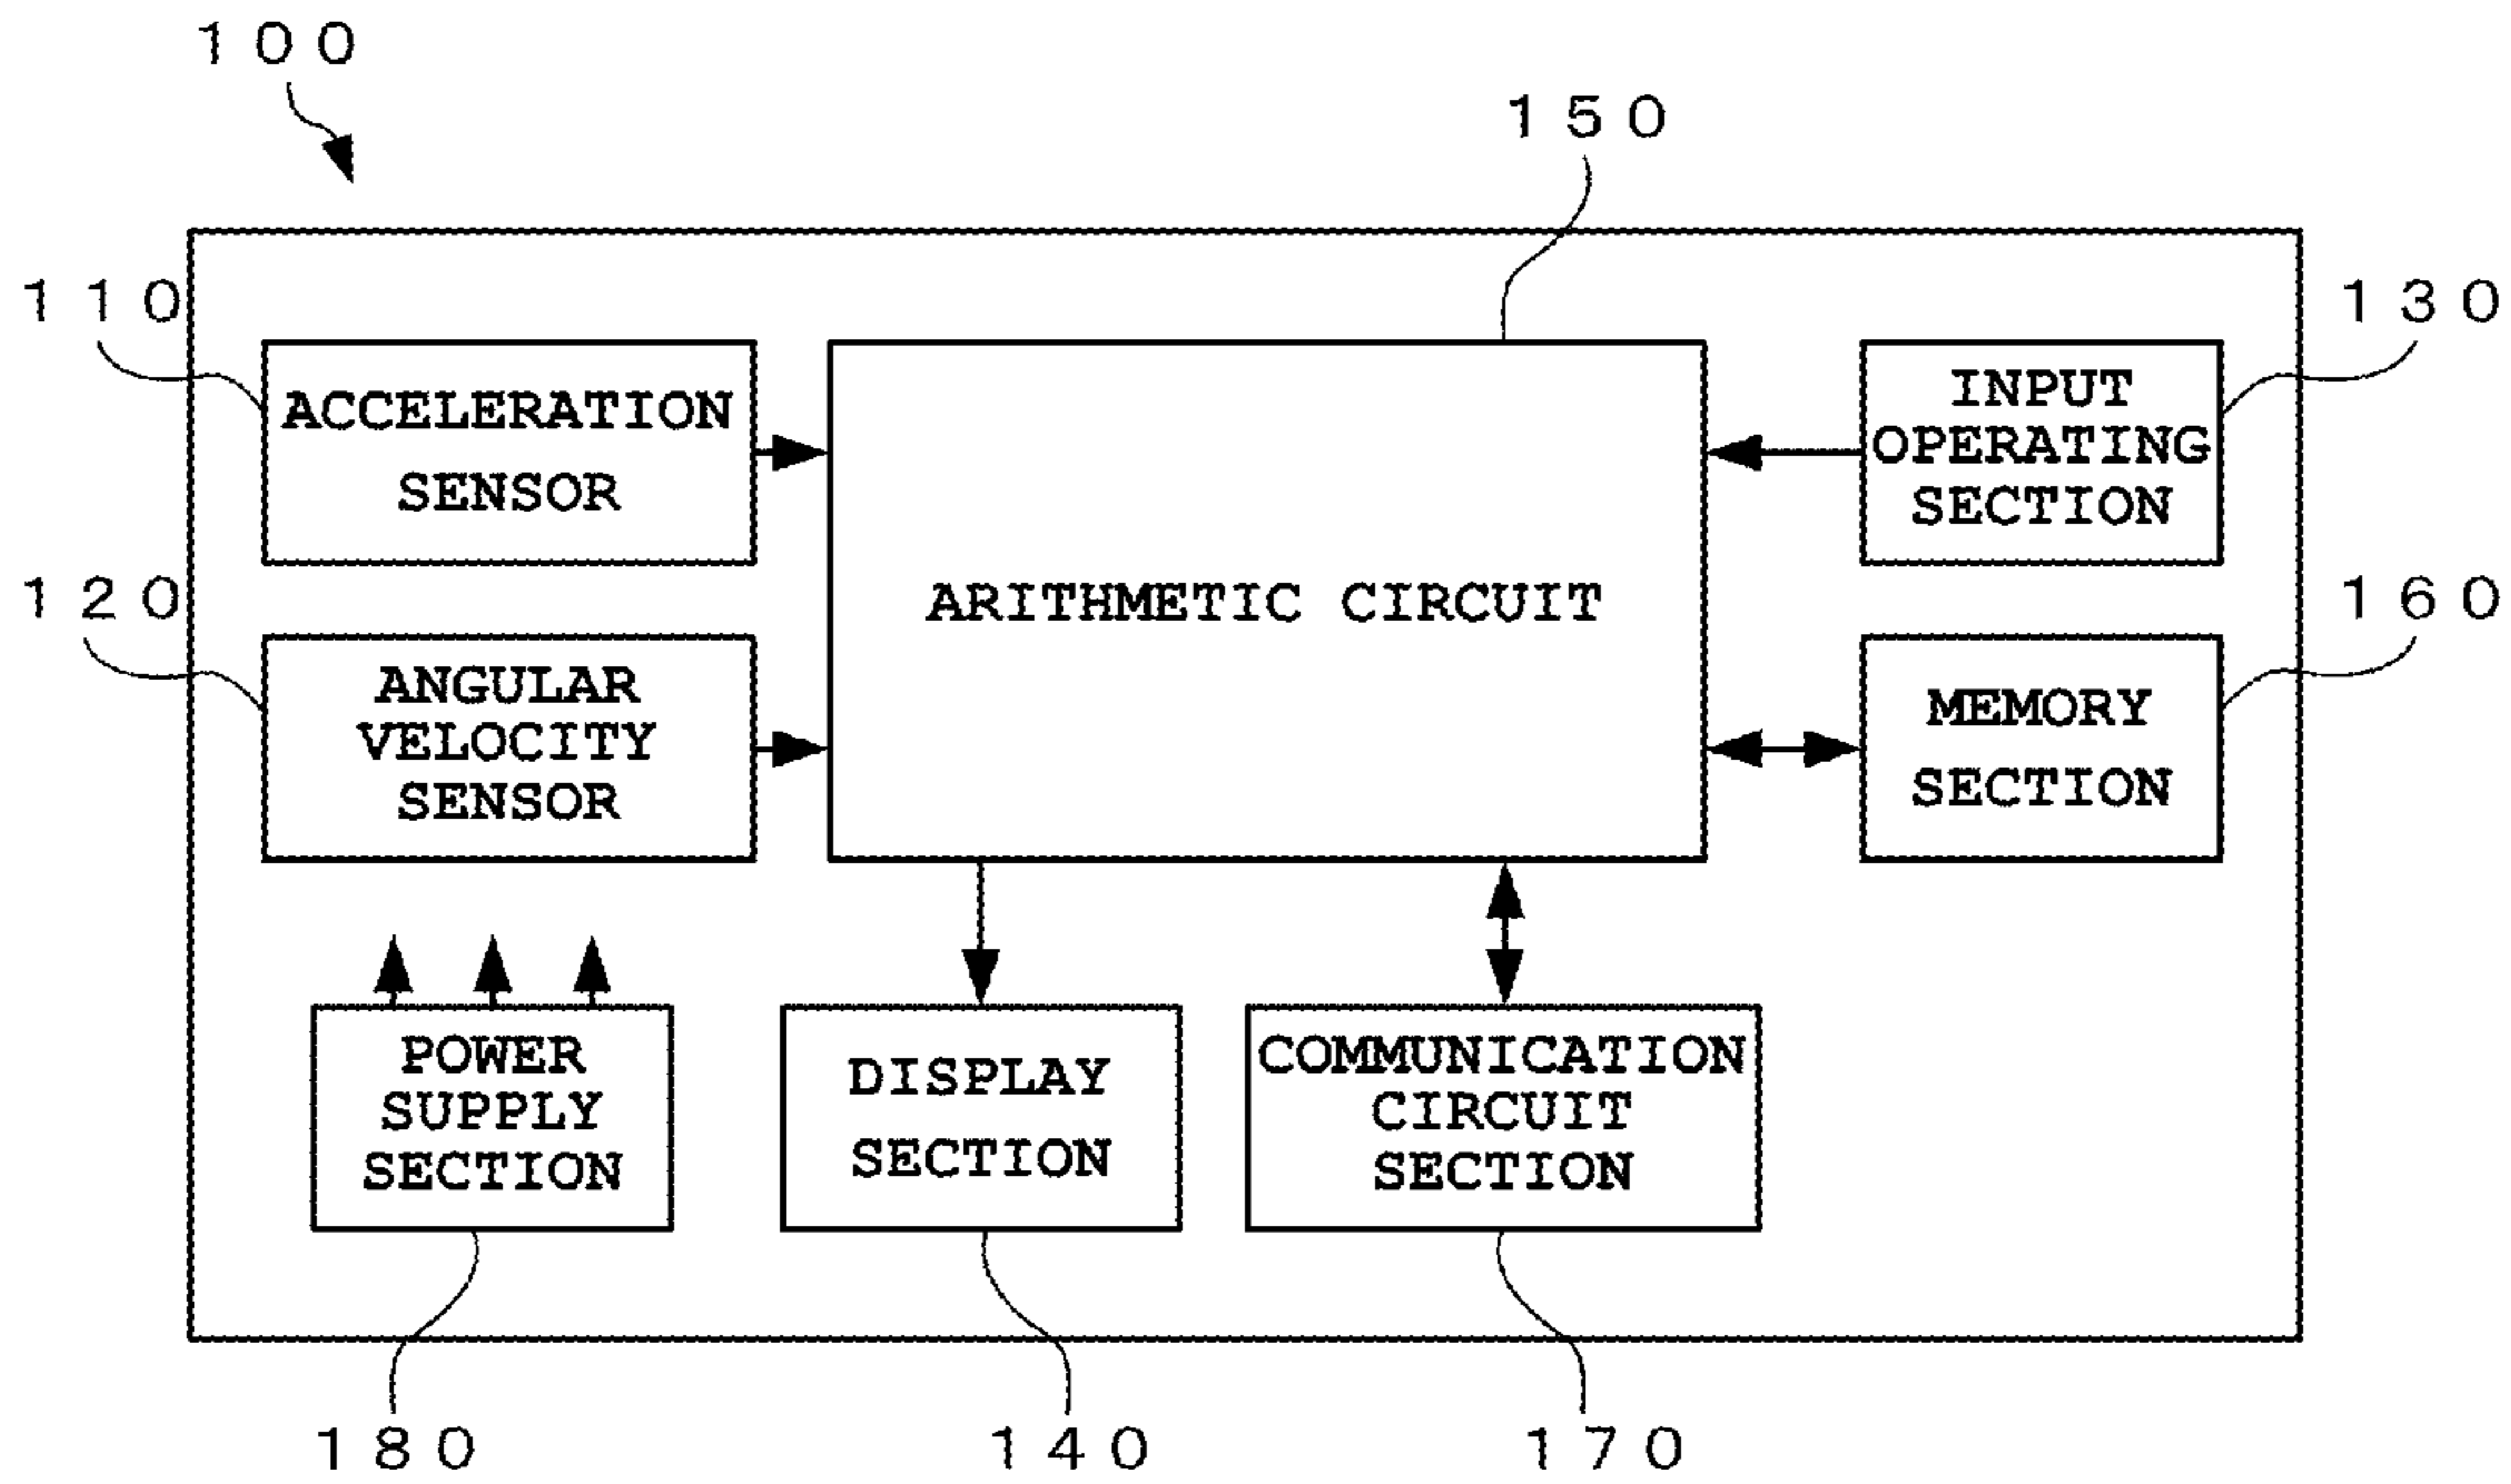 100
150
110
130
ACCELERATION
SENSOR
INPUT
OPERATING
SECTION
ARITHMETIC CIRCUIT
120
160
ANGULAR
VELOCITY
SENSOR
MEMORY
SECTION
POWER
SUPPLY
SECTION
DISPLAY
SECTION
COMMUNICATION
CIRCUIT
SECTION
180
140
170